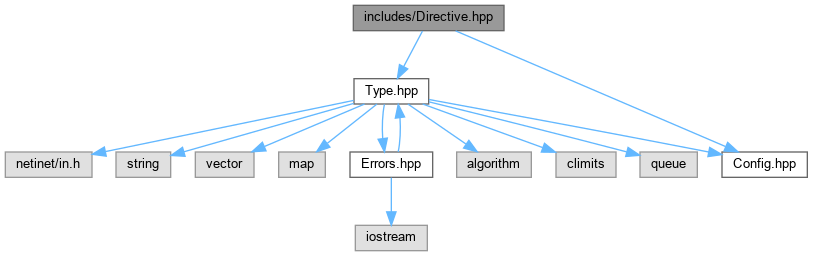 includes/Directive.hpp
Type.hpp
netinet/in.h
string
vector
map
Errors.hpp
algorithm
climits
queue
Config.hpp
iostream